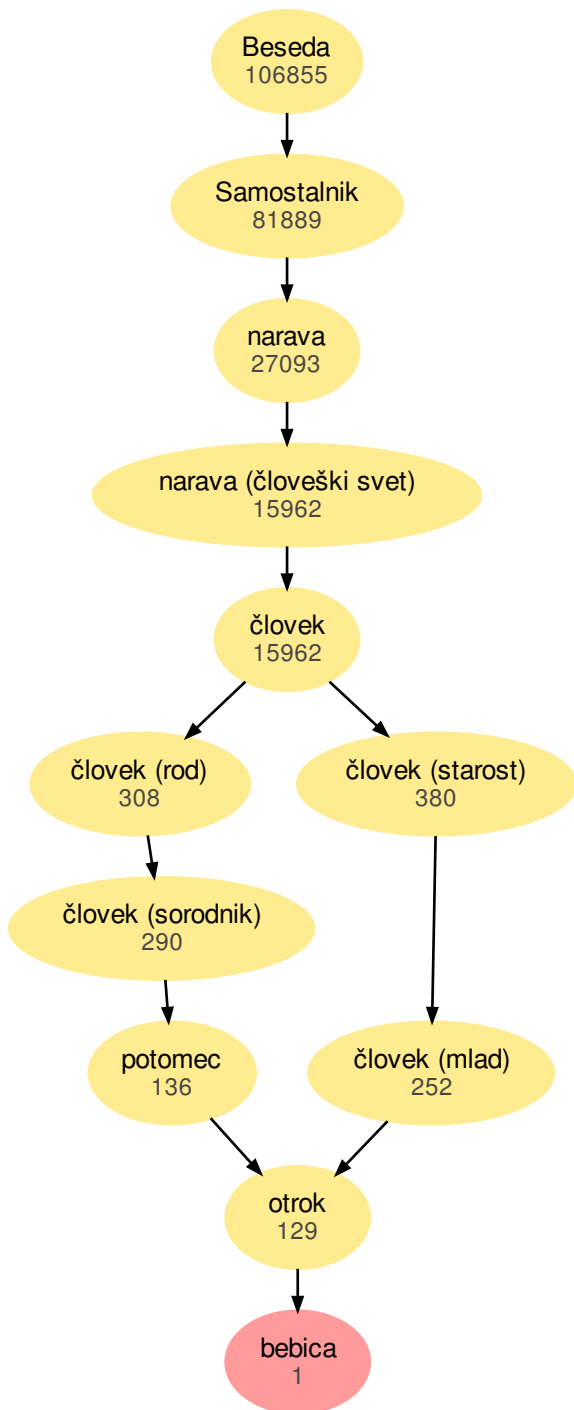 Beseda
106855
Samostalnik
81889
narava
27093
narava (človeški svet)
15962
človek
15962
človek (rod)
308
človek (starost)
380
človek (sorodnik)
290
potomec
136
človek (mlad)
252
otrok
129
bebica
1